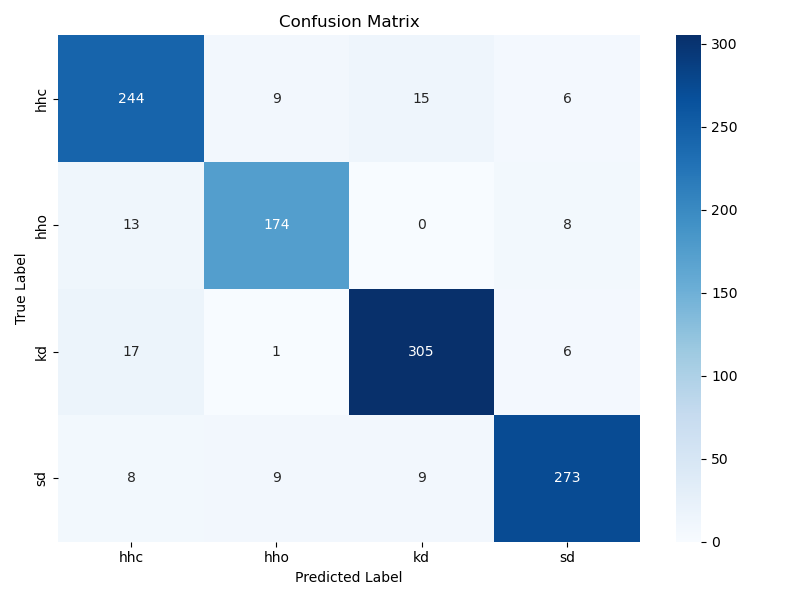 Confusion Matrix
hhc 244 9 15 6
hho 13 174 0 8
kd 17 1 305 6
sd 8 9 9 273
hhc hho kd sd
Predicted Label
True Label
300
250
200
150
100
50
0